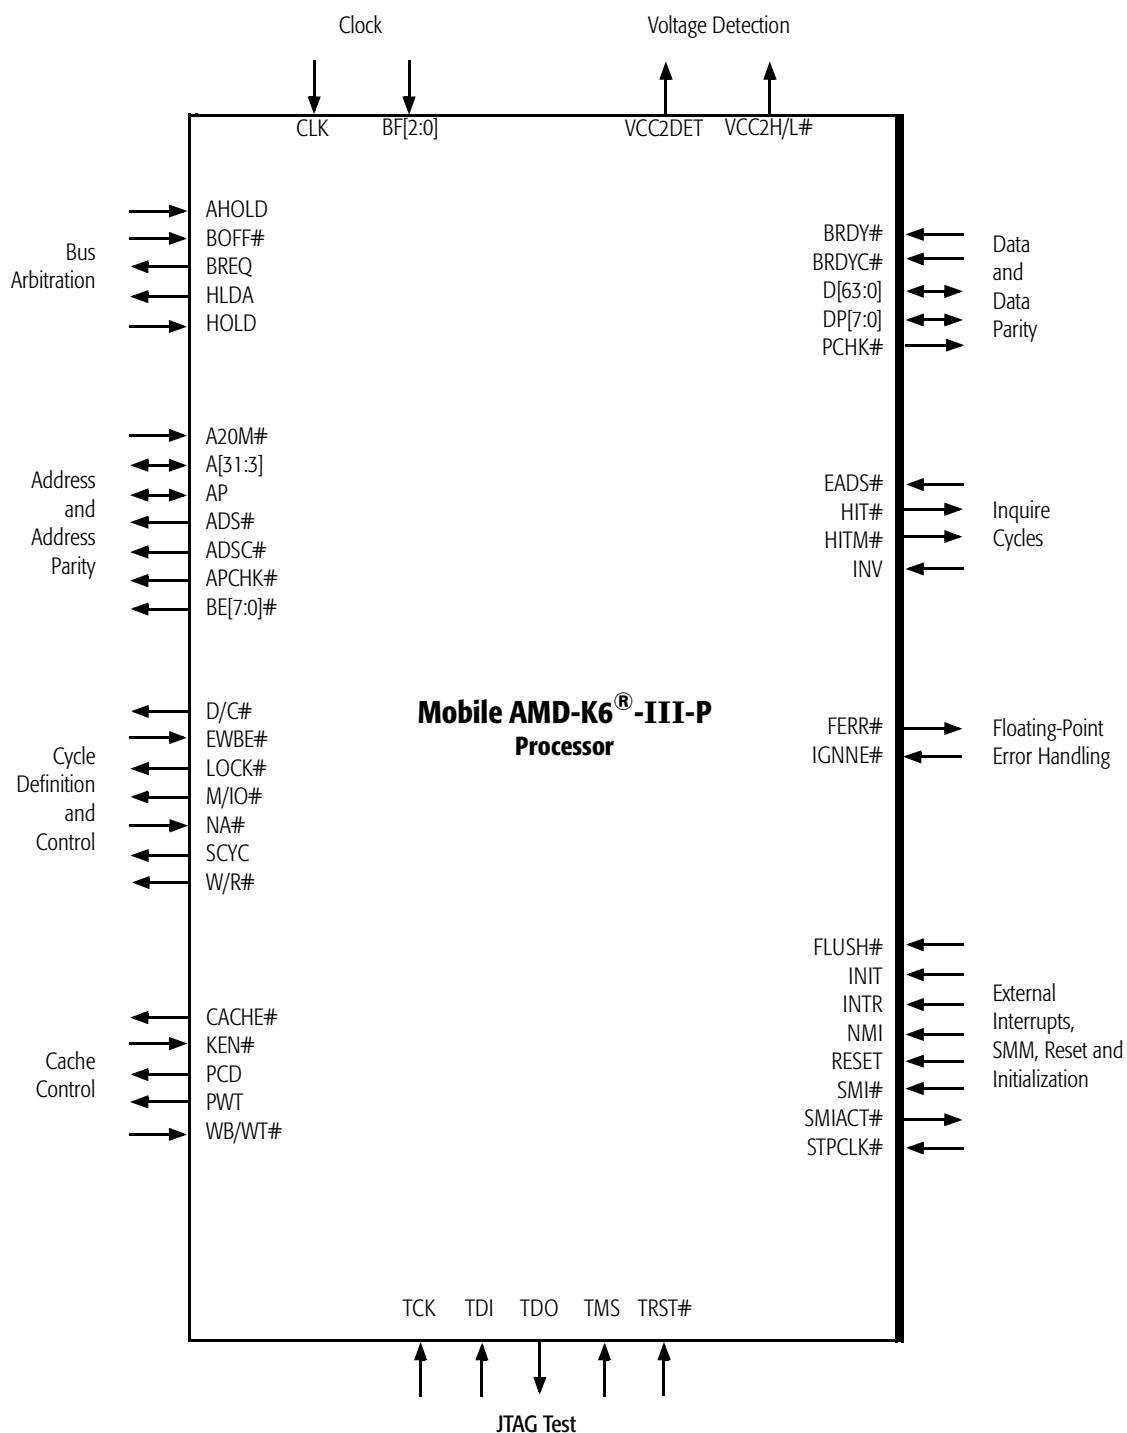 Clock
Voltage Detection
CLK
BF[2:0]
VCC2DET
VCC2H/L#
Bus
Arbitration
AHOLD
BOFF#
BREQ
HLDA
HOLD
BRDY#
BRDYC#
D[63:0]
DP[7:0]
PCHK#
Data
and
Data
Parity
Address
and
Address
Parity
A20M#
A[31:3]
AP
ADS#
ADSC#
APCHK#
BE[7:0]#
EADS#
HIT#
HITM#
INV
Inquire
Cycles
Cycle
Definition
and
Control
D/C#
EWBE#
LOCK#
M/IO#
NA#
SCYC
W/R#
Mobile AMD-K6®-III-P
Processor
FERR#
IGNNE#
Floating-Point
Error Handling
Cache
Control
CACHE#
KEN#
PCD
PWT
WB/WT#
FLUSH#
INIT
INTR
NMI
RESET
SMI#
SMIACT#
STPCLK#
External
Interrupts,
SMM, Reset and
Initialization
TCK
TDI
TDO
TMS
TRST#
JTAG Test